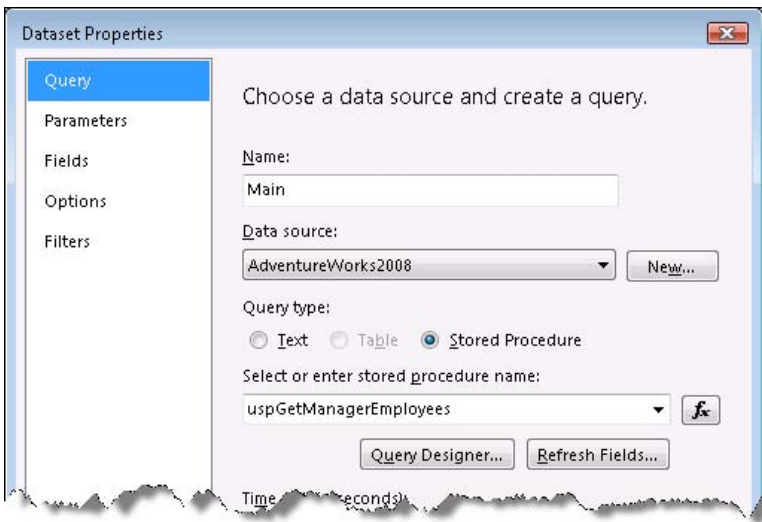 Dataset Properties
Query
Parameters
Fields
Options
Filters
Choose a data source and create a query.
Name:
Main
Data source:
AdventureWorks2008
New...
Query type:
Text Table Stored Procedure
Select or enter stored procedure name:
uspGetManagerEmployees
fx
Query Designer... Refresh Fields...